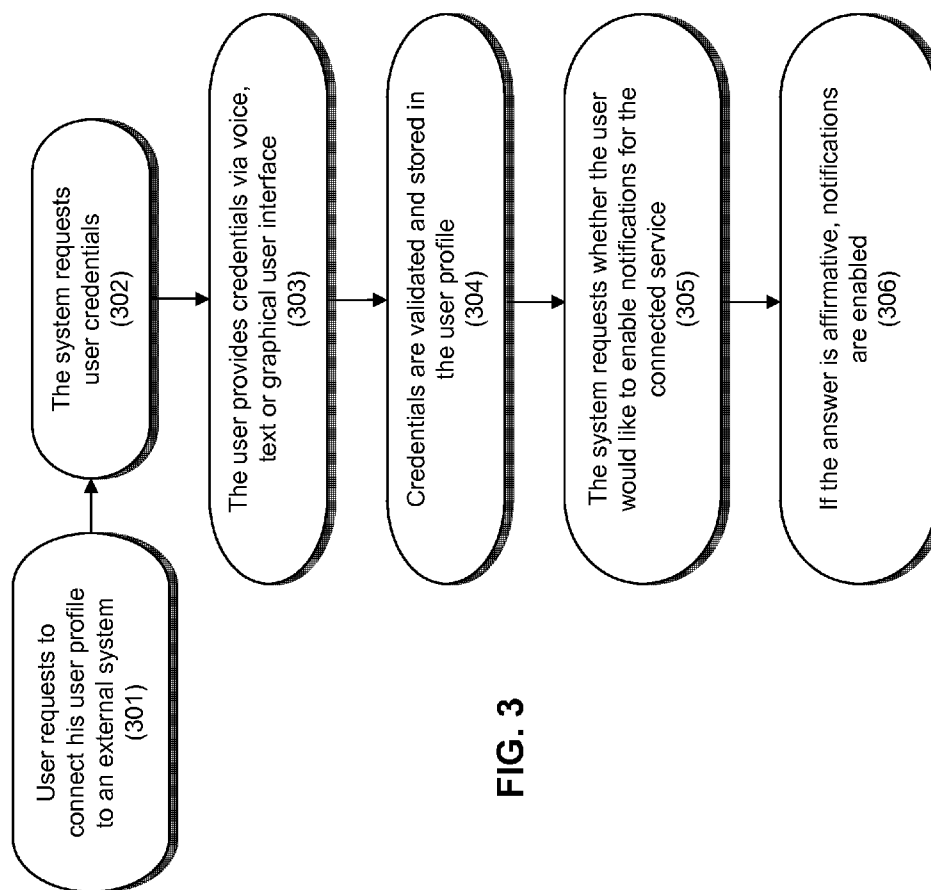 User requests to
connect his user profile
to an external system
(301)
The system requests
user credentials
(302)
The user provides credentials via voice,
text or graphical user interface
(303)
Credentials are validated and stored in
the user profile
(304)
The system requests whether the user
would like to enable notifications for the
connected service
(305)
If the answer is affirmative, notifications
are enabled
(306)
FIG. 3